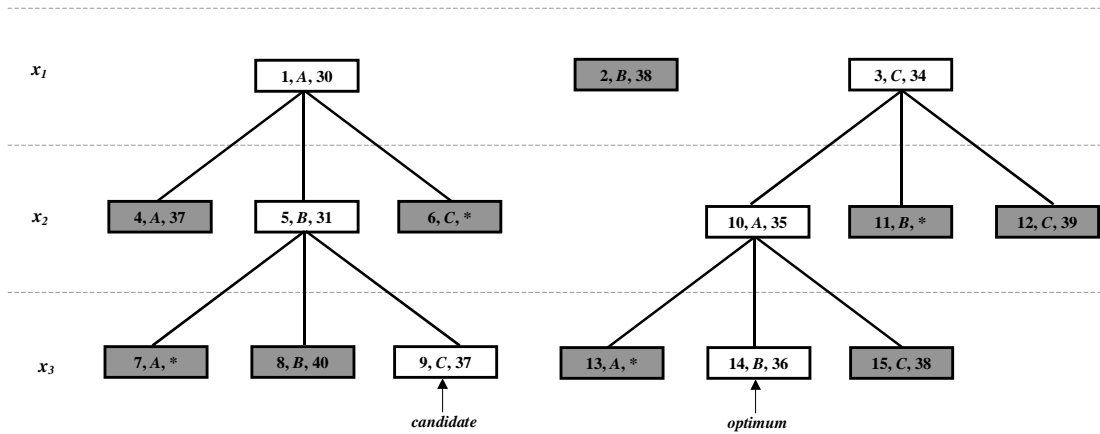 x1 1, A, 30 2, B, 38 3, C, 34
x2 4, A, 37 5, B, 31 6, C, * 10, A, 35 11, B, * 12, C, 39
x3 7, A, * 8, B, 40 9, C, 37 13, A, * 14, B, 36 15, C, 38
candidate optimum